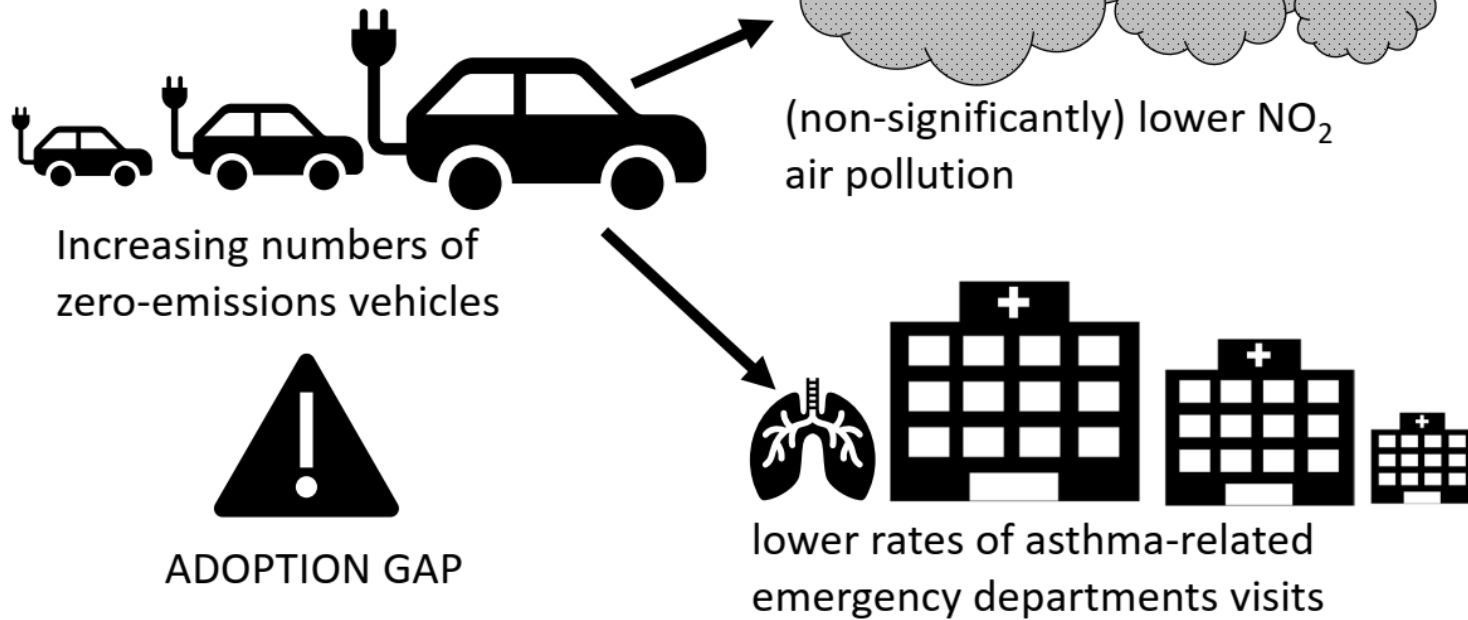 (non-significantly) lower NO₂
air pollution
Increasing numbers of
zero-emissions vehicles
ADOPTION GAP
lower rates of asthma-related
emergency departments visits